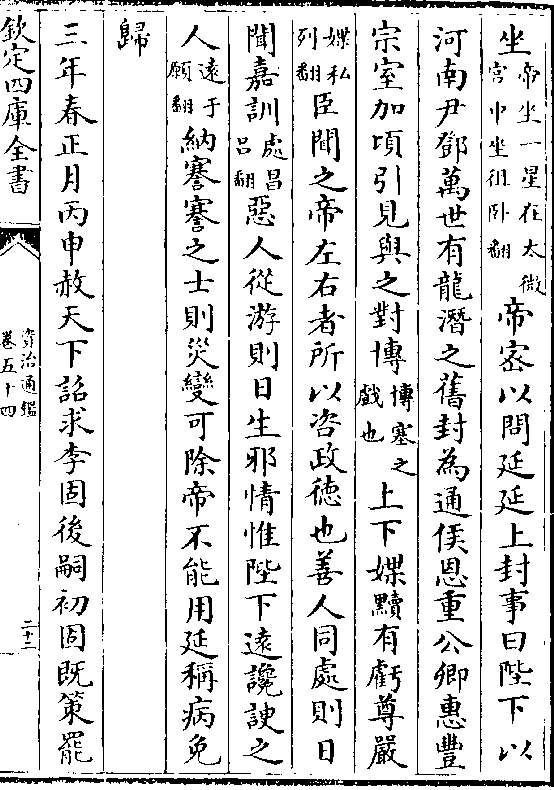 坐帝坐一星在太微宮中坐徂卧翻帝密以問延延上封事曰陛下以
河南尹鄧萬世有龍潛之舊封為通侯恩重公卿惠豐
宗室加頃引見與之對博博塞之戲也上下媟黷有虧尊嚴
媟私列翻臣聞之帝左右者所以咨政德也善人同處則日
聞嘉訓處昌呂翻惡人從游則日生邪情惟陛下遠讒諛之
人遠于願翻納謇謇之士則災變可除帝不能用延稱病免
歸
三年春正月丙申赦天下詔求李固後嗣初固既策罷
欽定四庫全書
資治通鑑
卷五十四
二十二